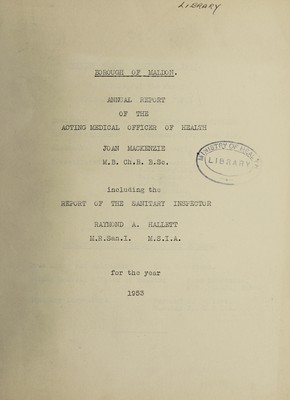 LIBRARY
BOROUGH OF MALDON.
ANNUAL REPORT
OF THE
ACTING MEDICAL OFFICER OF HEALTH
JOAN MACKENZIE
M.B. Ch.B. B.Sc.
MINISTRY OF HEALTH
LIBRARY
including the
REPORT OF THE SANITARY INSPECTOR
RAYMOND A. HALLETT
M.R.San.I. M.S.I.A.
for the year
1953